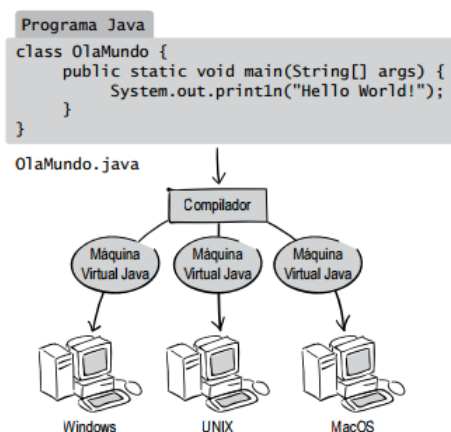 Programa Java
class OlaMundo {
public static void main(String[] args) {
System.out.print1n("Hello World!");
}
}
OlaMundo.java
Compilador
Máquina
Virtual Java
Máquina
Virtual Java
Máquina
Virtual Java
Windows
UNIX
MacOS